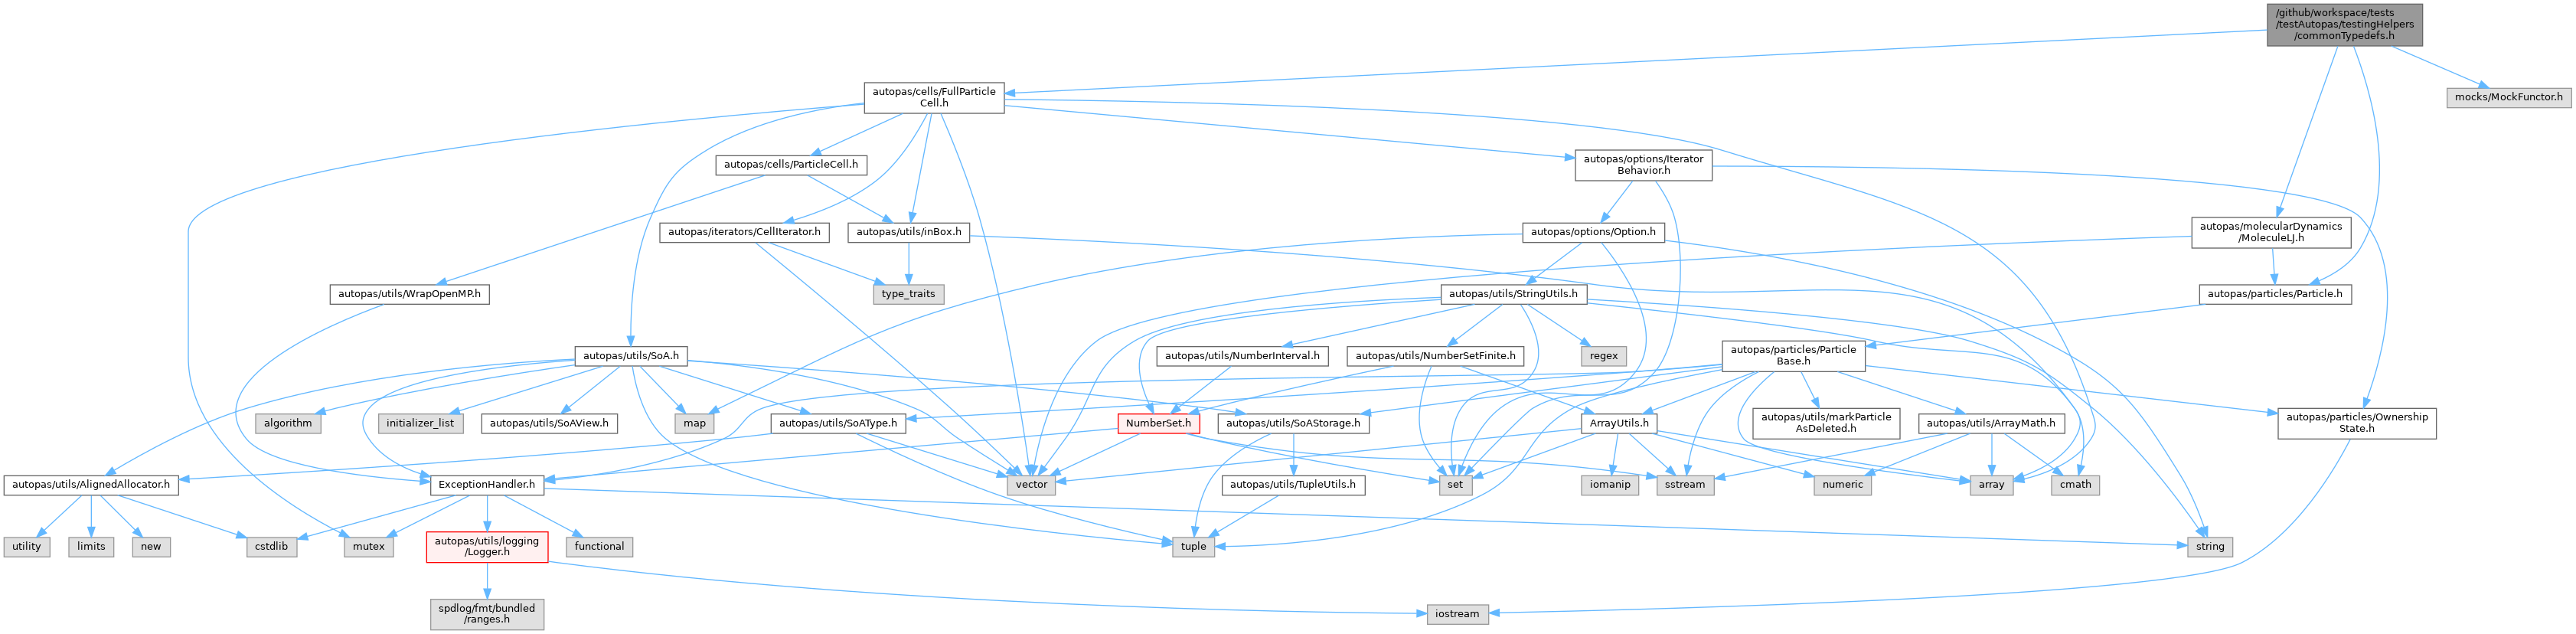 /github/workspace/tests
/testAutopas/testingHelpers
/commonTypedefs.h
autopas/cells/FullParticle
Cell.h
mocks/MockFunctor.h
autopas/cells/ParticleCell.h
autopas/options/Iterator
Behavior.h
autopas/iterators/CellIterator.h
autopas/utils/inBox.h
autopas/options/Option.h
autopas/molecularDynamics
/MoleculeLJ.h
autopas/utils/WrapOpenMP.h
type_traits
autopas/utils/StringUtils.h
autopas/particles/Particle.h
autopas/utils/SoA.h
autopas/utils/NumberInterval.h
autopas/utils/NumberSetFinite.h
regex
autopas/particles/Particle
Base.h
algorithm
initializer_list
autopas/utils/SoAView.h
map
autopas/utils/SoAType.h
NumberSet.h
autopas/utils/SoAStorage.h
ArrayUtils.h
autopas/utils/markParticle
AsDeleted.h
autopas/utils/ArrayMath.h
autopas/particles/Ownership
State.h
autopas/utils/AlignedAllocator.h
ExceptionHandler.h
vector
autopas/utils/TupleUtils.h
set
iomanip
sstream
numeric
array
cmath
utility
limits
new
cstdlib
mutex
autopas/utils/logging
/Logger.h
functional
tuple
string
spdlog/fmt/bundled
/ranges.h
iostream